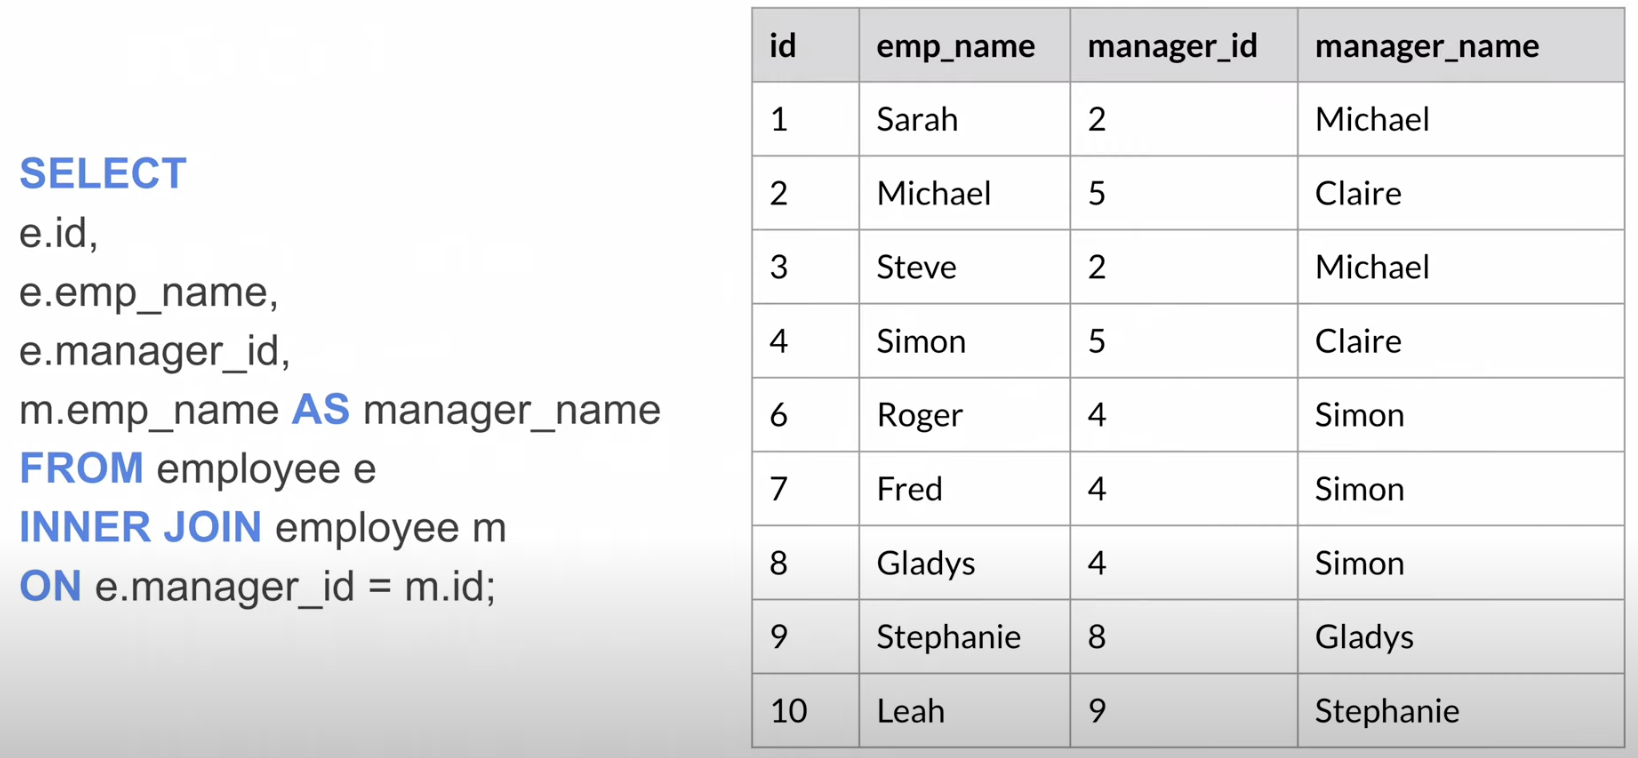 SELECT
e.id,
e.emp_name,
e.manager_id,
m.emp_name AS manager_name
FROM employee e
INNER JOIN employee m
ON e.manager_id = m.id;
id emp_name manager_id manager_name
1 Sarah 2 Michael
2 Michael 5 Claire
3 Steve 2 Michael
4 Simon 5 Claire
6 Roger 4 Simon
7 Fred 4 Simon
8 Gladys 4 Simon
9 Stephanie 8 Gladys
10 Leah 9 Stephanie